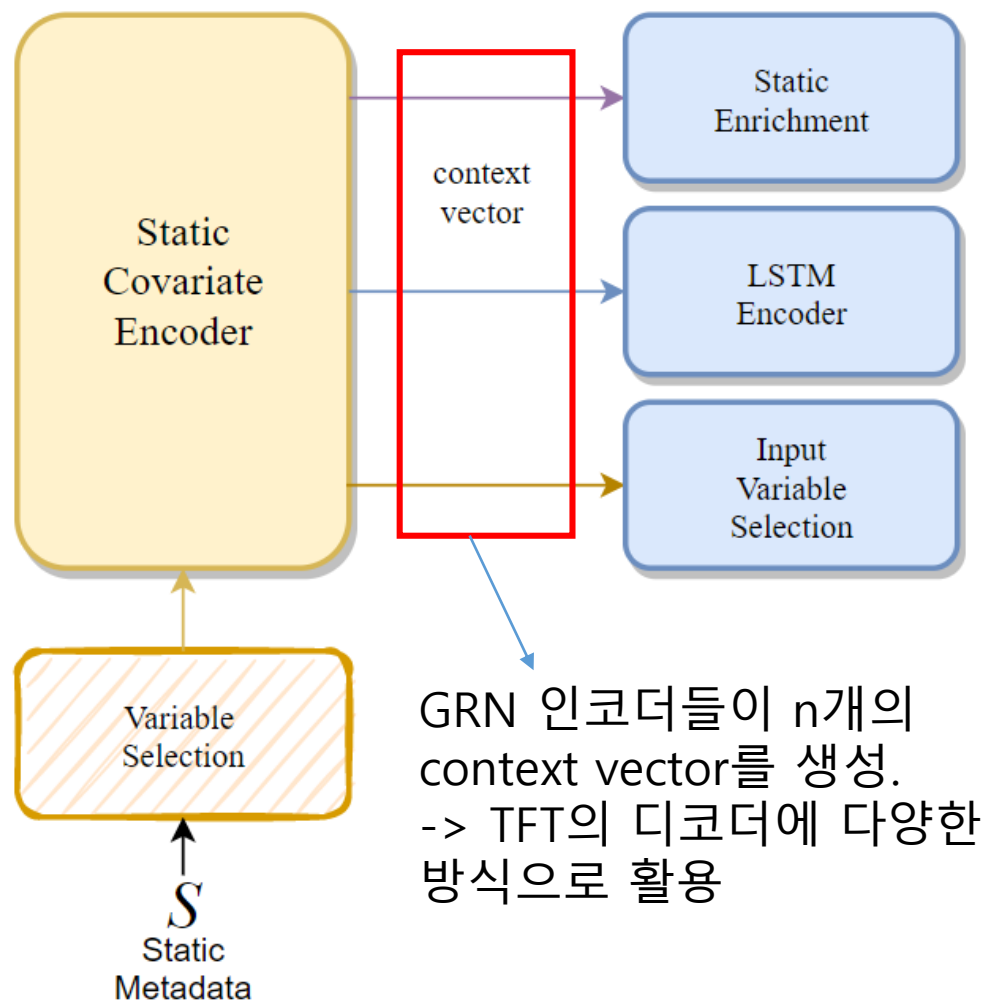 Static
Covariate
Encoder
context
vector
Static
Enrichment
LSTM
Encoder
Input
Variable
Selection
Variable
Selection
S
Static
Metadata
GRN 인코더들이 n개의
context vector를 생성.
-> TFT의 디코더에 다양한
방식으로 활용